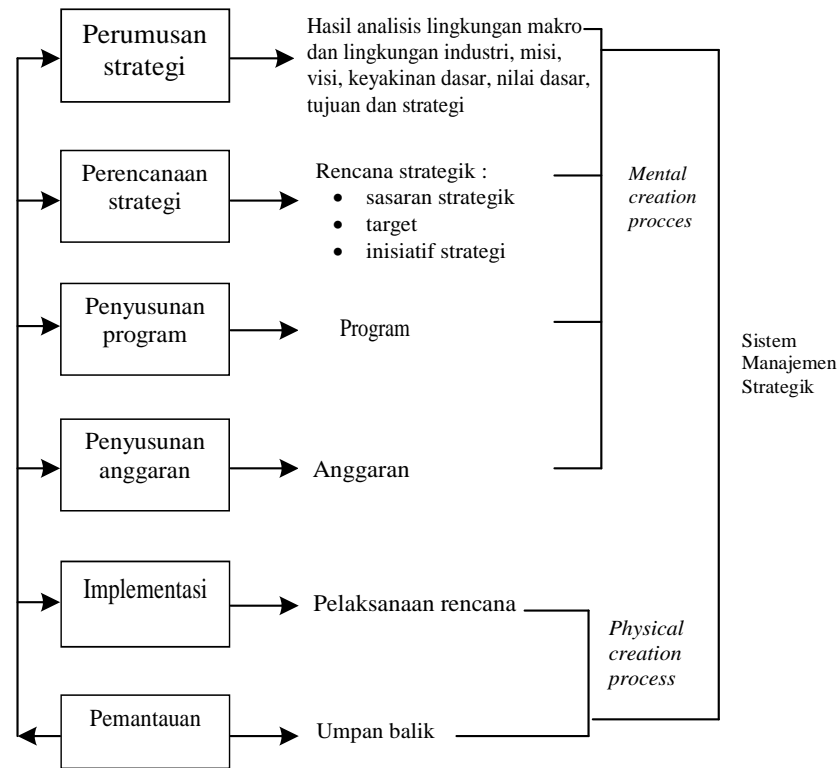 Perumusan
strategi
Hasil analisis lingkungan makro
dan lingkungan industri, misi,
visi, keyakinan dasar, nilai dasar,
tujuan dan strategi
Perencanaan
strategi
Rencana strategik :
• sasaran strategik
• target
• inisiatif strategi
Mental
creation
procces
Penyusunan
program
Program
Sistem
Manajemen
Strategik
Penyusunan
anggaran
Anggaran
Implementasi
Pelaksanaan rencana
Physical
creation
process
Pemantauan
Umpan balik